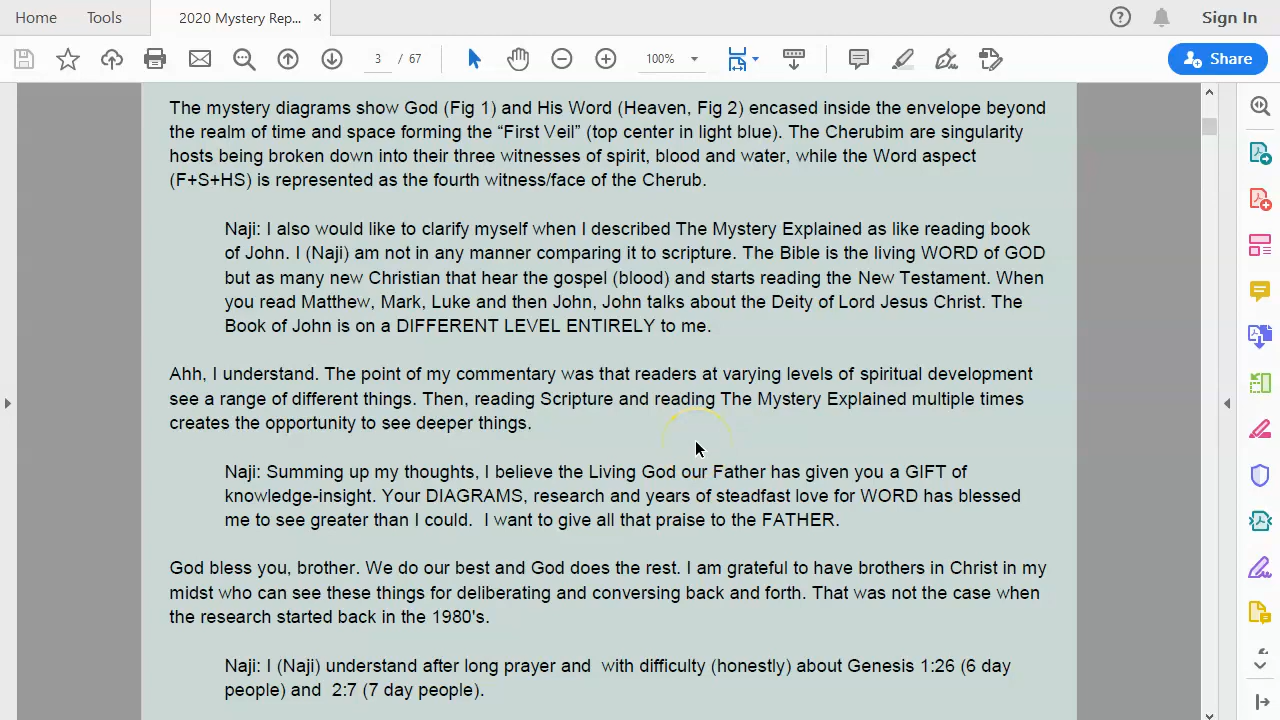 Home Tools 2020 Mystery Rep... × Sign In
3 / 67 100% Share
The mystery diagrams show God (Fig 1) and His Word (Heaven, Fig 2) encased inside the envelope beyond
the realm of time and space forming the “First Veil” (top center in light blue). The Cherubim are singularity
hosts being broken down into their three witnesses of spirit, blood and water, while the Word aspect
(F+S+HS) is represented as the fourth witness/face of the Cherub.
Naji: I also would like to clarify myself when I described The Mystery Explained as like reading book
of John. I (Naji) am not in any manner comparing it to scripture. The Bible is the living WORD of GOD
but as many new Christian that hear the gospel (blood) and starts reading the New Testament. When
you read Matthew, Mark, Luke and then John, John talks about the Deity of Lord Jesus Christ. The
Book of John is on a DIFFERENT LEVEL ENTIRELY to me.
Ahh, I understand. The point of my commentary was that readers at varying levels of spiritual development
see a range of different things. Then, reading Scripture and reading The Mystery Explained multiple times
creates the opportunity to see deeper things.
Naji: Summing up my thoughts, I believe the Living God our Father has given you a GIFT of
knowledge-insight. Your DIAGRAMS, research and years of steadfast love for WORD has blessed
me to see greater than I could. I want to give all that praise to the FATHER.
God bless you, brother. We do our best and God does the rest. I am grateful to have brothers in Christ in my
midst who can see these things for deliberating and conversing back and forth. That was not the case when
the research started back in the 1980's.
Naji: I (Naji) understand after long prayer and with difficulty (honestly) about Genesis 1:26 (6 day
people) and 2:7 (7 day people).